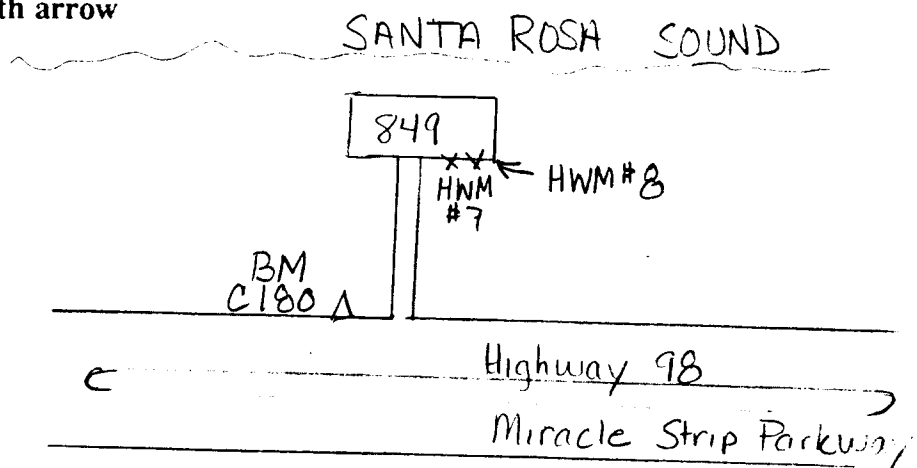 th arrow
SANTA ROSA SOUND
849
HWM
#7
HWM#8
BM
C180
Highway 98
Miracle Strip Parkway